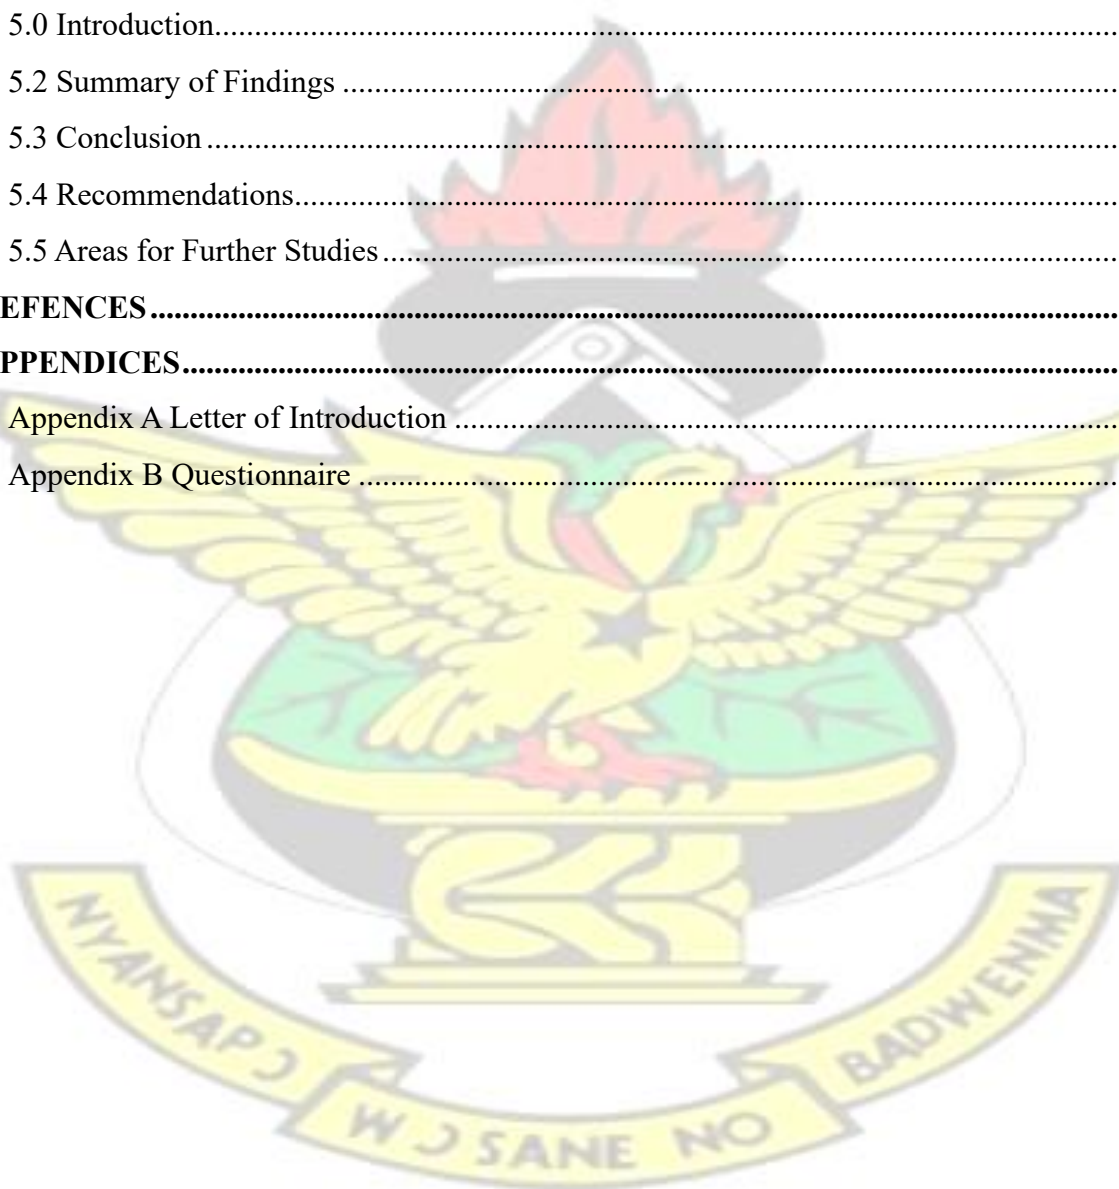 5.0 Introduction....................................................................................................................
5.2 Summary of Findings ....................................................................................................
5.3 Conclusion .....................................................................................................................
5.4 Recommendations..........................................................................................................
5.5 Areas for Further Studies ...............................................................................................
EFENCES ...........................................................................................................................
PPENDICES.......................................................................................................................
Appendix A Letter of Introduction ......................................................................................
Appendix B Questionnaire ..................................................................................................
NYANSAPƆ
WƆSANE NO
BADWENMA